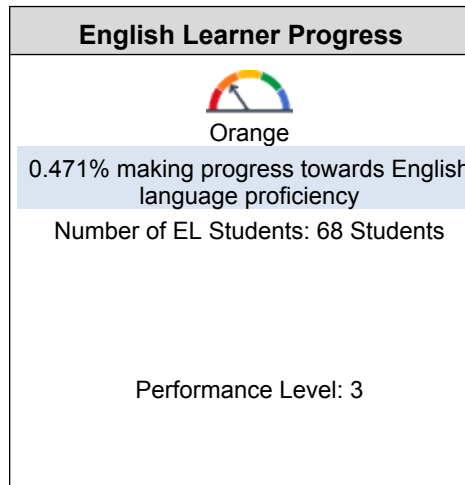 English Learner Progress
Orange
0.471% making progress towards English
language proficiency
Number of EL Students: 68 Students
Performance Level: 3